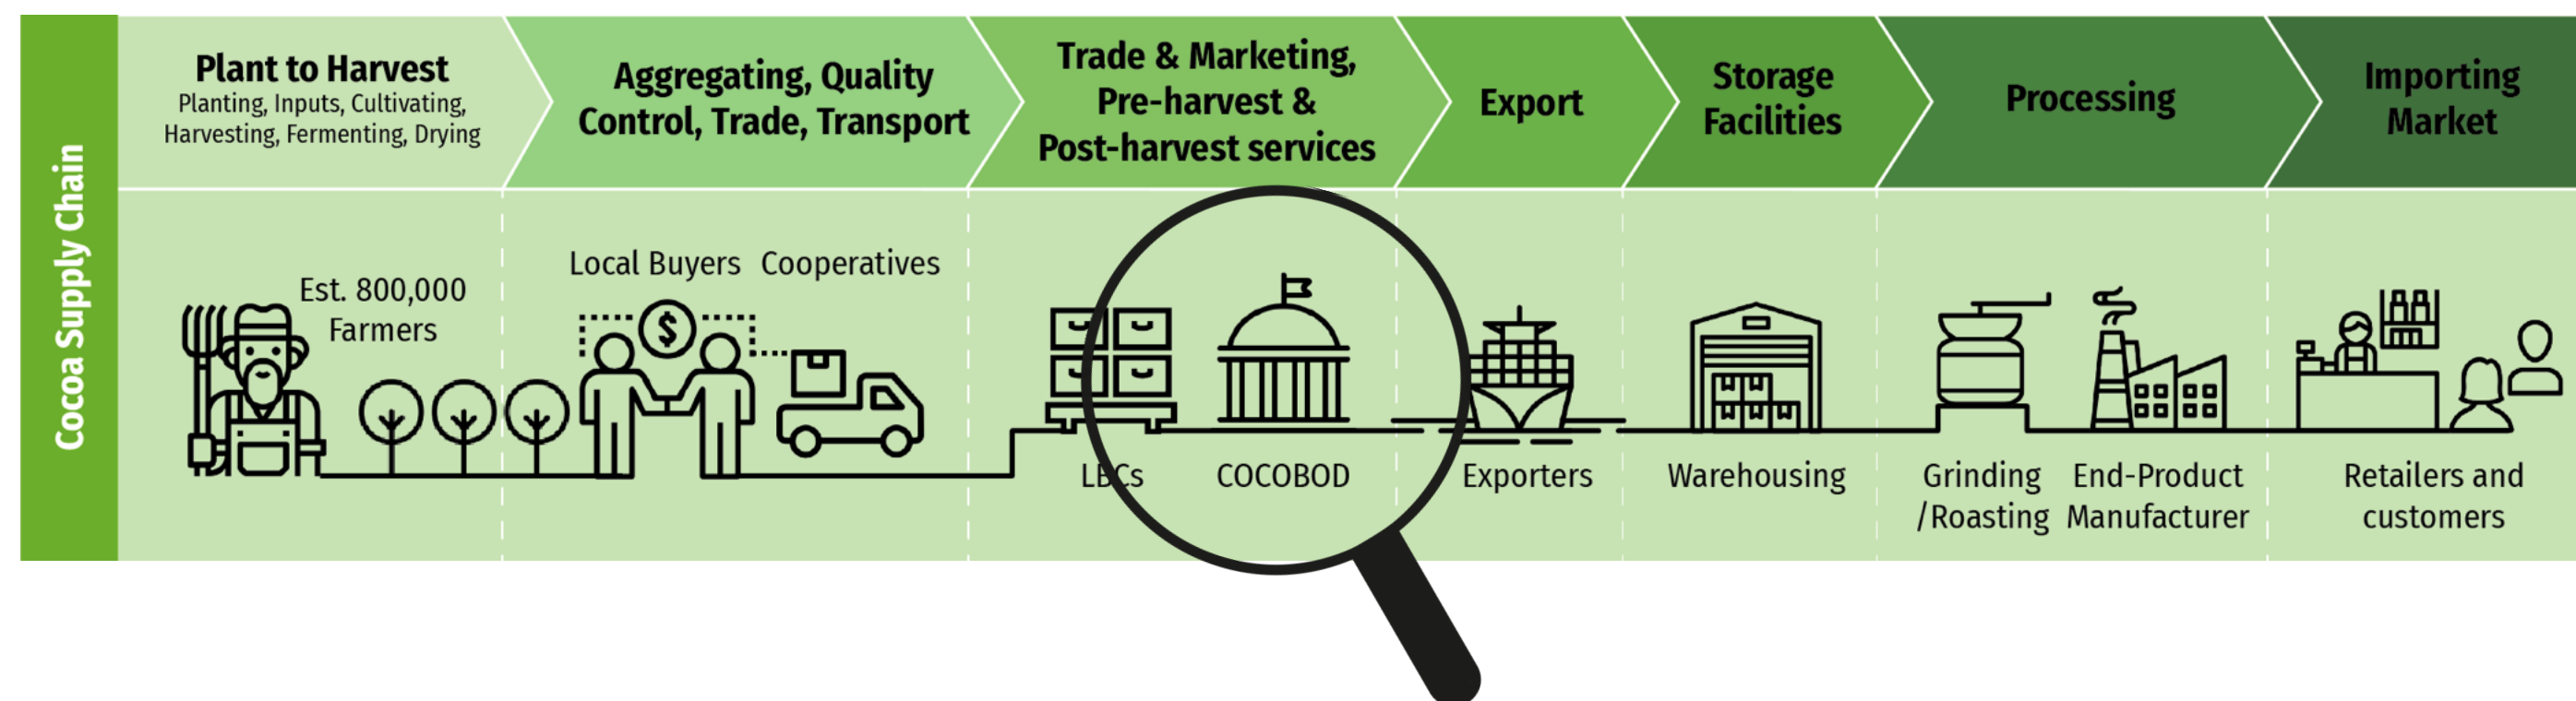 Cocoa Supply Chain
Plant to Harvest
Planting, Inputs, Cultivating,
Harvesting, Fermenting, Drying
Aggregating, Quality
Control, Trade, Transport
Trade & Marketing,
Pre-harvest &
Post-harvest services
Export
Storage
Facilities
Processing
Importing
Market
Est. 800,000
Farmers
Local Buyers
Cooperatives
$
LBCs
COCOBOD
Exporters
Warehousing
Grinding
/Roasting
End-Product
Manufacturer
Retailers and
customers